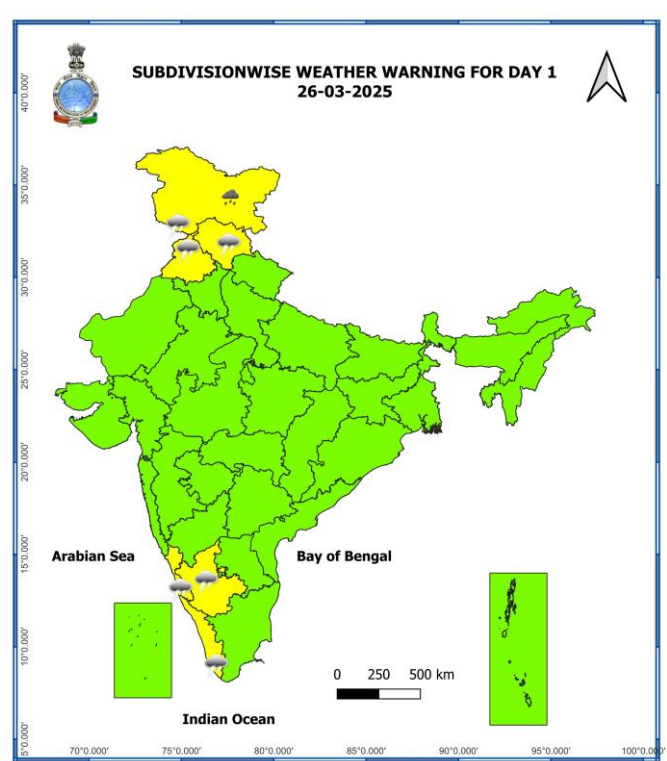 SUBDIVISIONWISE WEATHER WARNING FOR DAY 1
26-03-2025
40°0.000'
35°0.000'
30°0.000'
25°0.000'
20°0.000'
15°0.000'
10°0.000'
5°0.000'
Arabian Sea
Bay of Bengal
0 250 500 km
Indian Ocean
70°0.000' 75°0.000' 80°0.000' 85°0.000' 90°0.000' 95°0.000' 100°0.000'